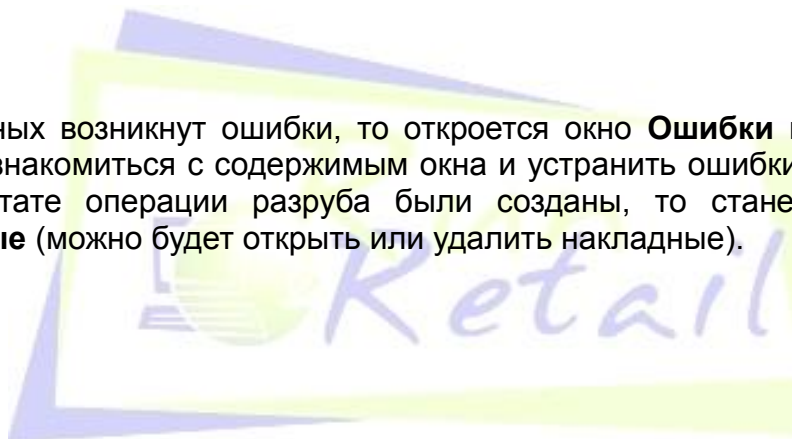 ных возникнут ошибки, то откроется окно Ошибки
знакомиться с содержимым окна и устранить ошибки
тате операции разруба были созданы, то стане
ые (можно будет открыть или удалить накладные).
Retail